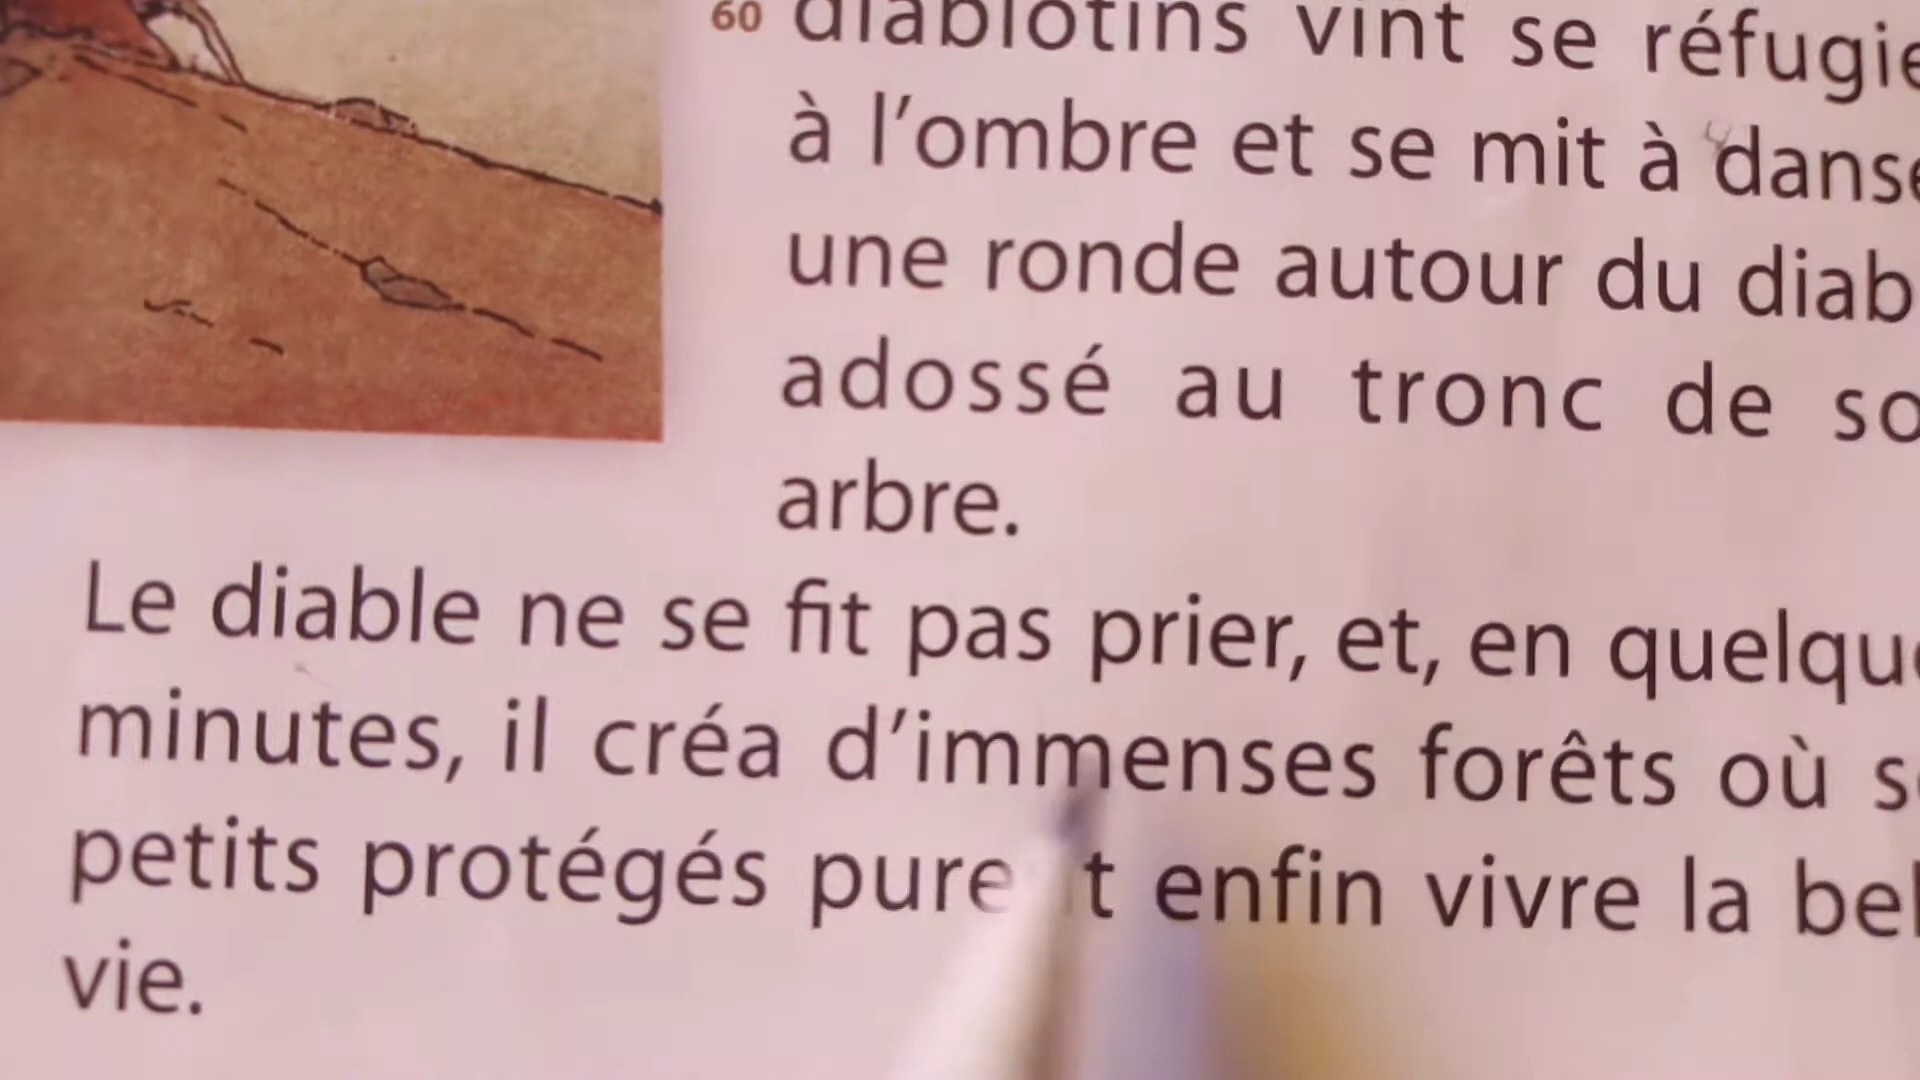 60 diablotins vint se réfugie
à l'ombre et se mit à danse
une ronde autour du diab
adossé au tronc de so
arbre.
Le diable ne se fit pas prier, et, en quelque
minutes, il créa d'immenses forêts où s
petits protégés pure t enfin vivre la bel
vie.